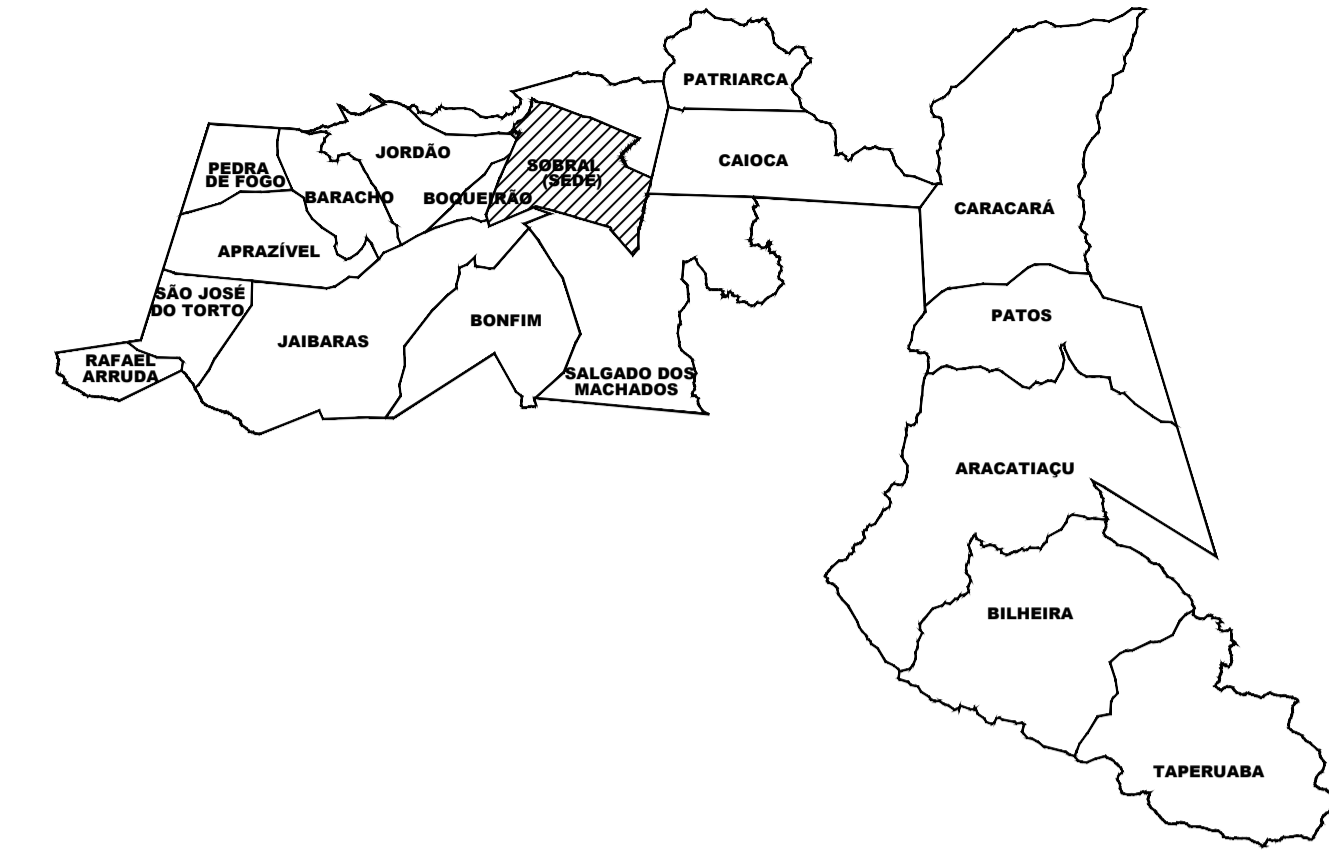 PATRIARCA
JORDÃO
CAIOCA
SOBRAL
(SEDE)
PEDRA
DE FOGO
BARACHO
BOQUEIRÃO
CARACARÁ
APRAZÍVEL
SÃO JOSÉ
DO TORTO
PATOS
BONFIM
JAIBARAS
RAFAEL
ARRUDA
SALGADO DOS
MACHADOS
ARACATIAÇU
BILHEIRA
TAPERUABA